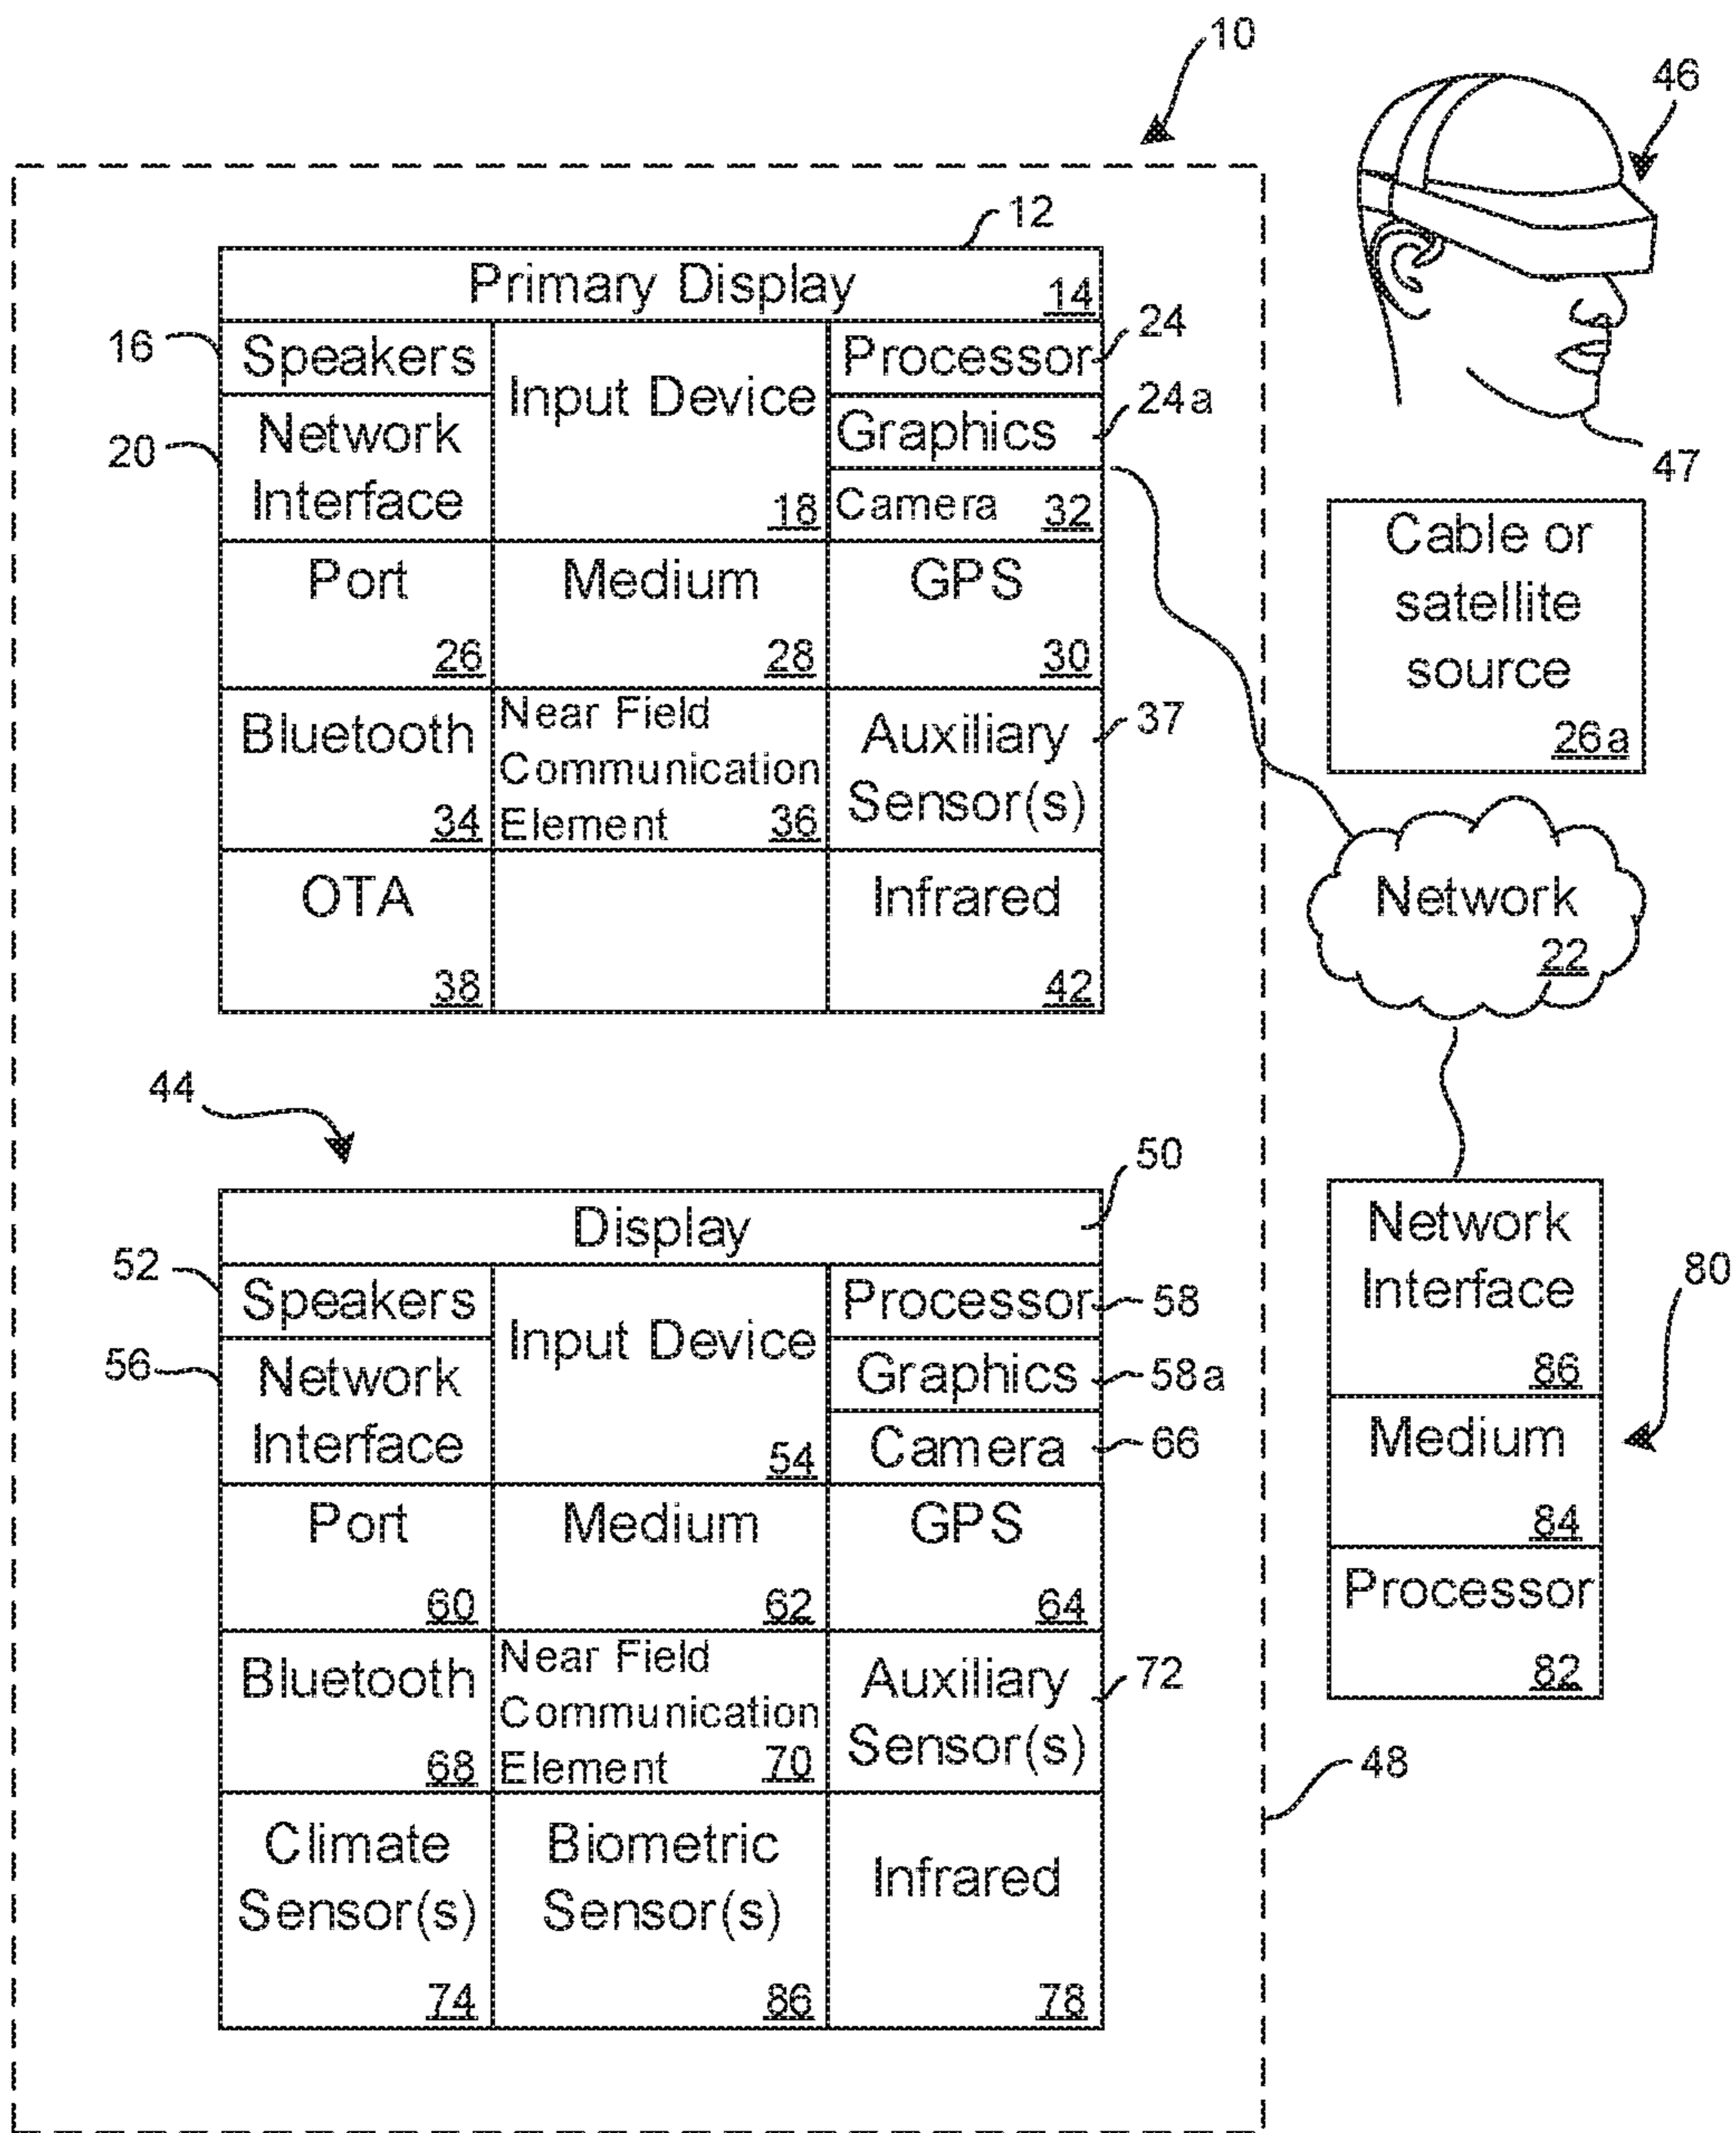 10
46
12
Primary Display 14
16
Speakers
Input Device
18
Processor
24
20
Network
Interface
Graphics
24a
Camera 32
47
Cable or
satellite
source
26a
Port
26
Medium
28
GPS
30
Bluetooth
34
Near Field
Communication
Element 36
Auxiliary
Sensor(s)
37
OTA
38
Infrared
42
Network
22
44
50
Display
52
Speakers
Input Device
54
Processor
58
56
Network
Interface
Graphics
58a
Camera
66
Port
60
Medium
62
GPS
64
Bluetooth
68
Near Field
Communication
Element 70
Auxiliary
Sensor(s)
72
Climate
Sensor(s)
74
Biometric
Sensor(s)
86
Infrared
78
48
Network
Interface
86
80
Medium
84
Processor
82